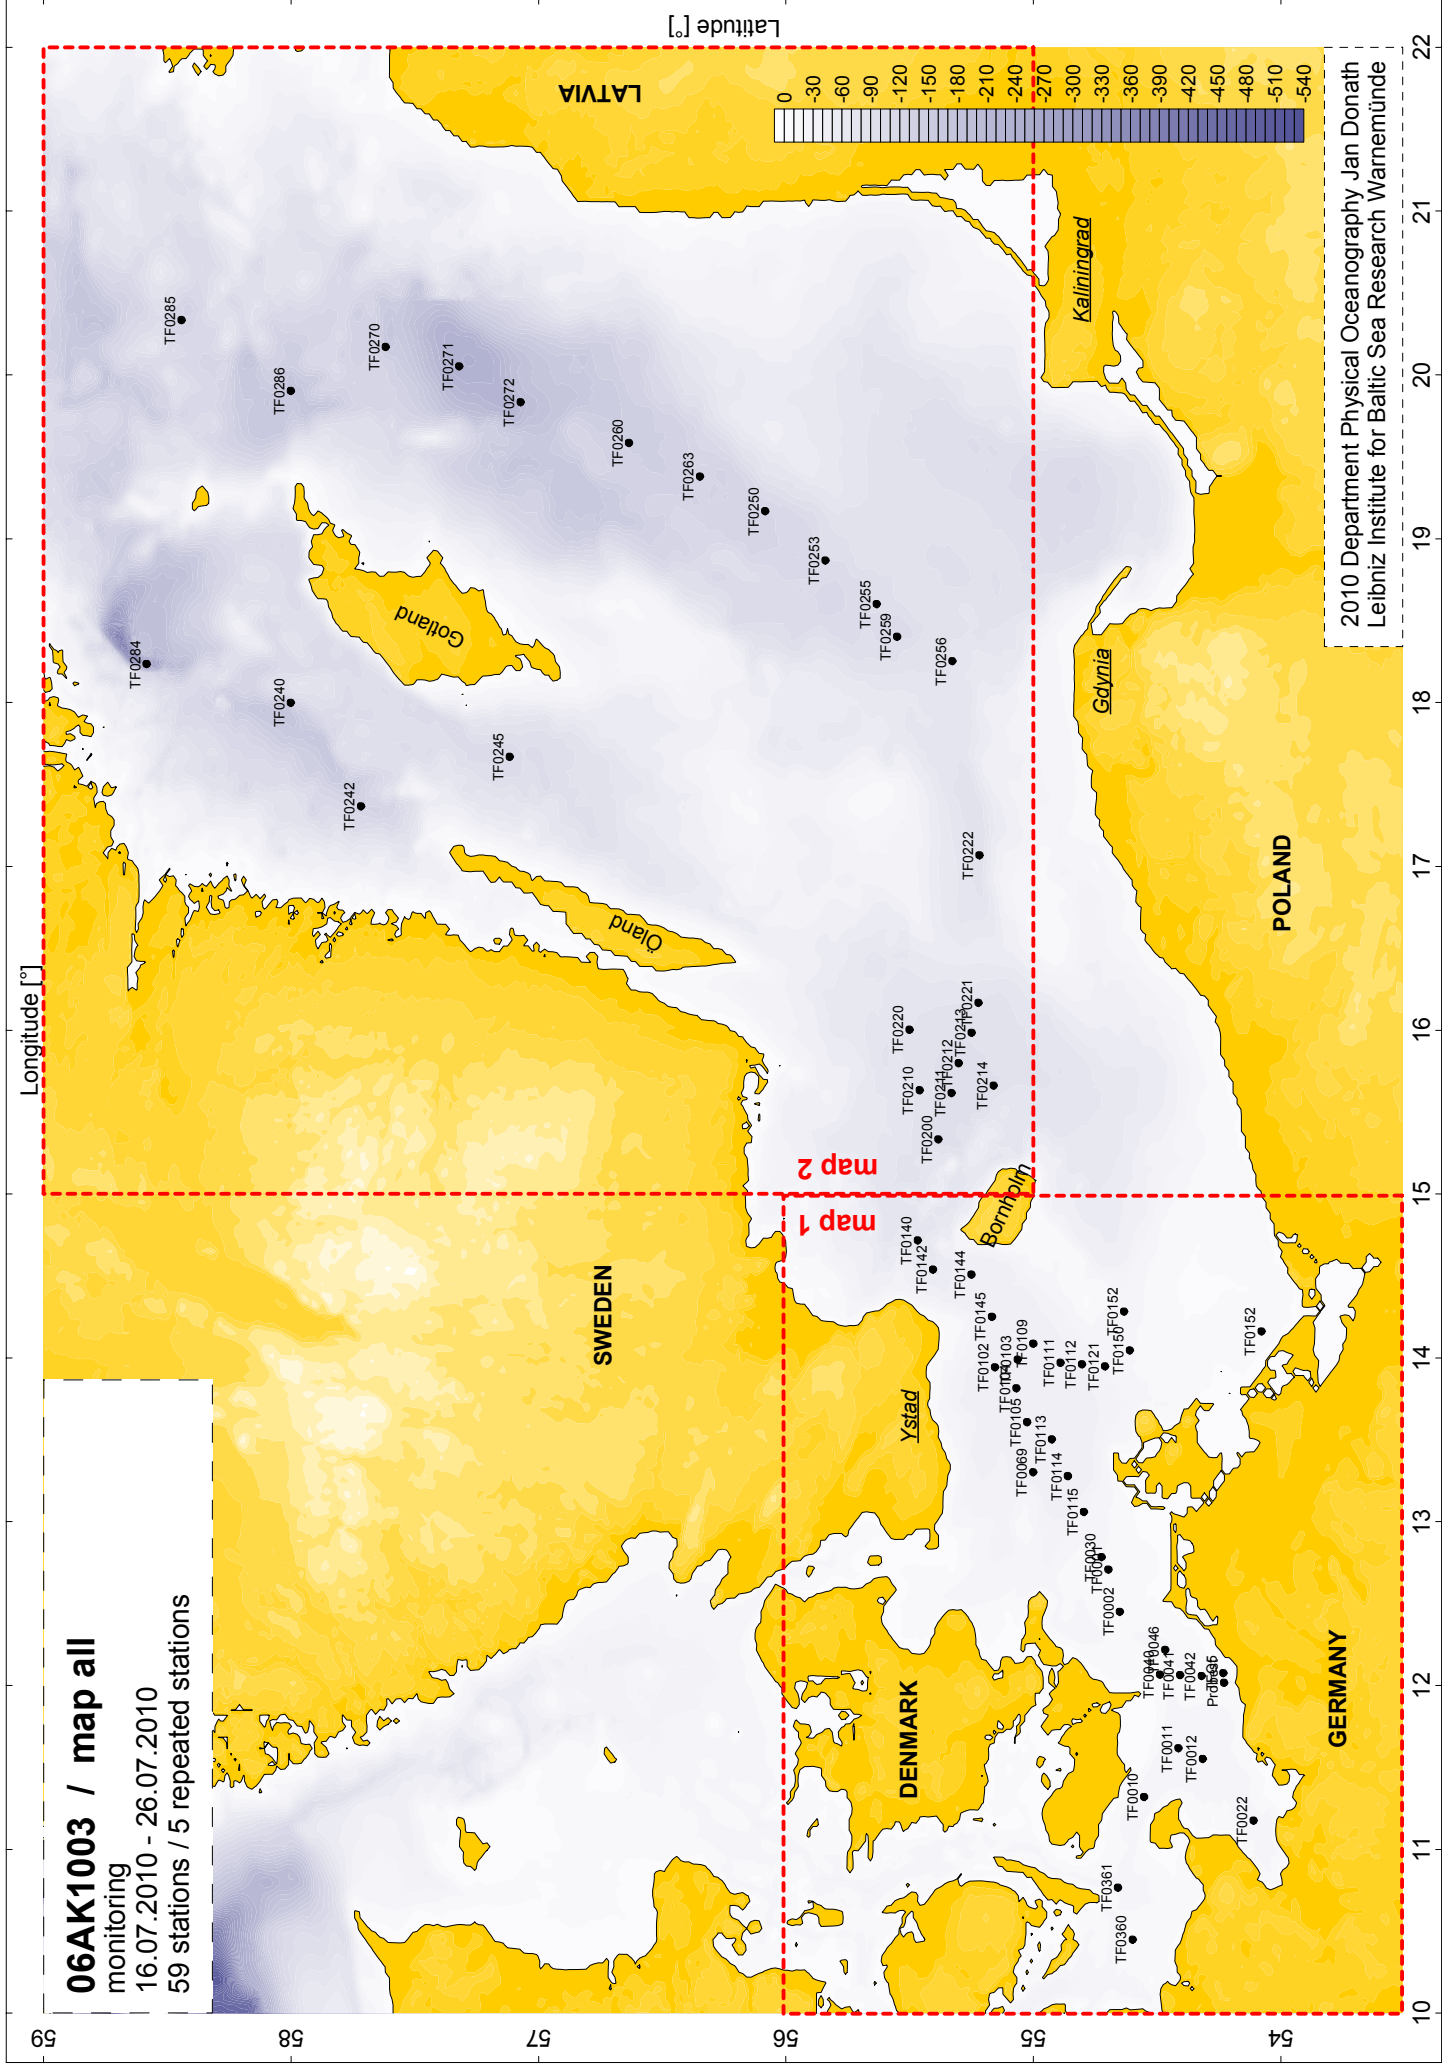 06AK1003 / map all
monitoring
16.07.2010 - 26.07.2010
59 stations / 5 repeated stations
Longitude [°]
Latitude [°]
59
58
57
56
55
54
10
11
12
13
14
15
16
17
18
19
20
21
22
SWEDEN
DENMARK
GERMANY
POLAND
LATVIA
Gotland
Öland
Bornholm
Ystad
Gdynia
Kaliningrad
map 1
map 2
TF0284
TF0240
TF0242
TF0245
TF0285
TF0286
TF0270
TF0271
TF0272
TF0260
TF0263
TF0250
TF0253
TF0255
TF0259
TF0256
TF0222
TF0220
TF0221
TF0213
TF0212
TF0211
TF0210
TF0214
TF0200
TF0140
TF0142
TF0144
TF0145
TF0102
TF0103
TF0104
TF0109
TF0105
TF0111
TF0112
TF0121
TF0150
TF0152
TF0152
TF0113
TF0069
TF0114
TF0115
TF0030
TF0001
TF0002
TF0046
TF0040
TF0041
TF0042
TF0011
TF0012
TF0010
TF0022
TF0361
TF0360
0
-30
-60
-90
-120
-150
-180
-210
-240
-270
-300
-330
-360
-390
-420
-450
-480
-510
-540
2010 Department Physical Oceanography Jan Donath
Leibniz Institute for Baltic Sea Research Warnemünde